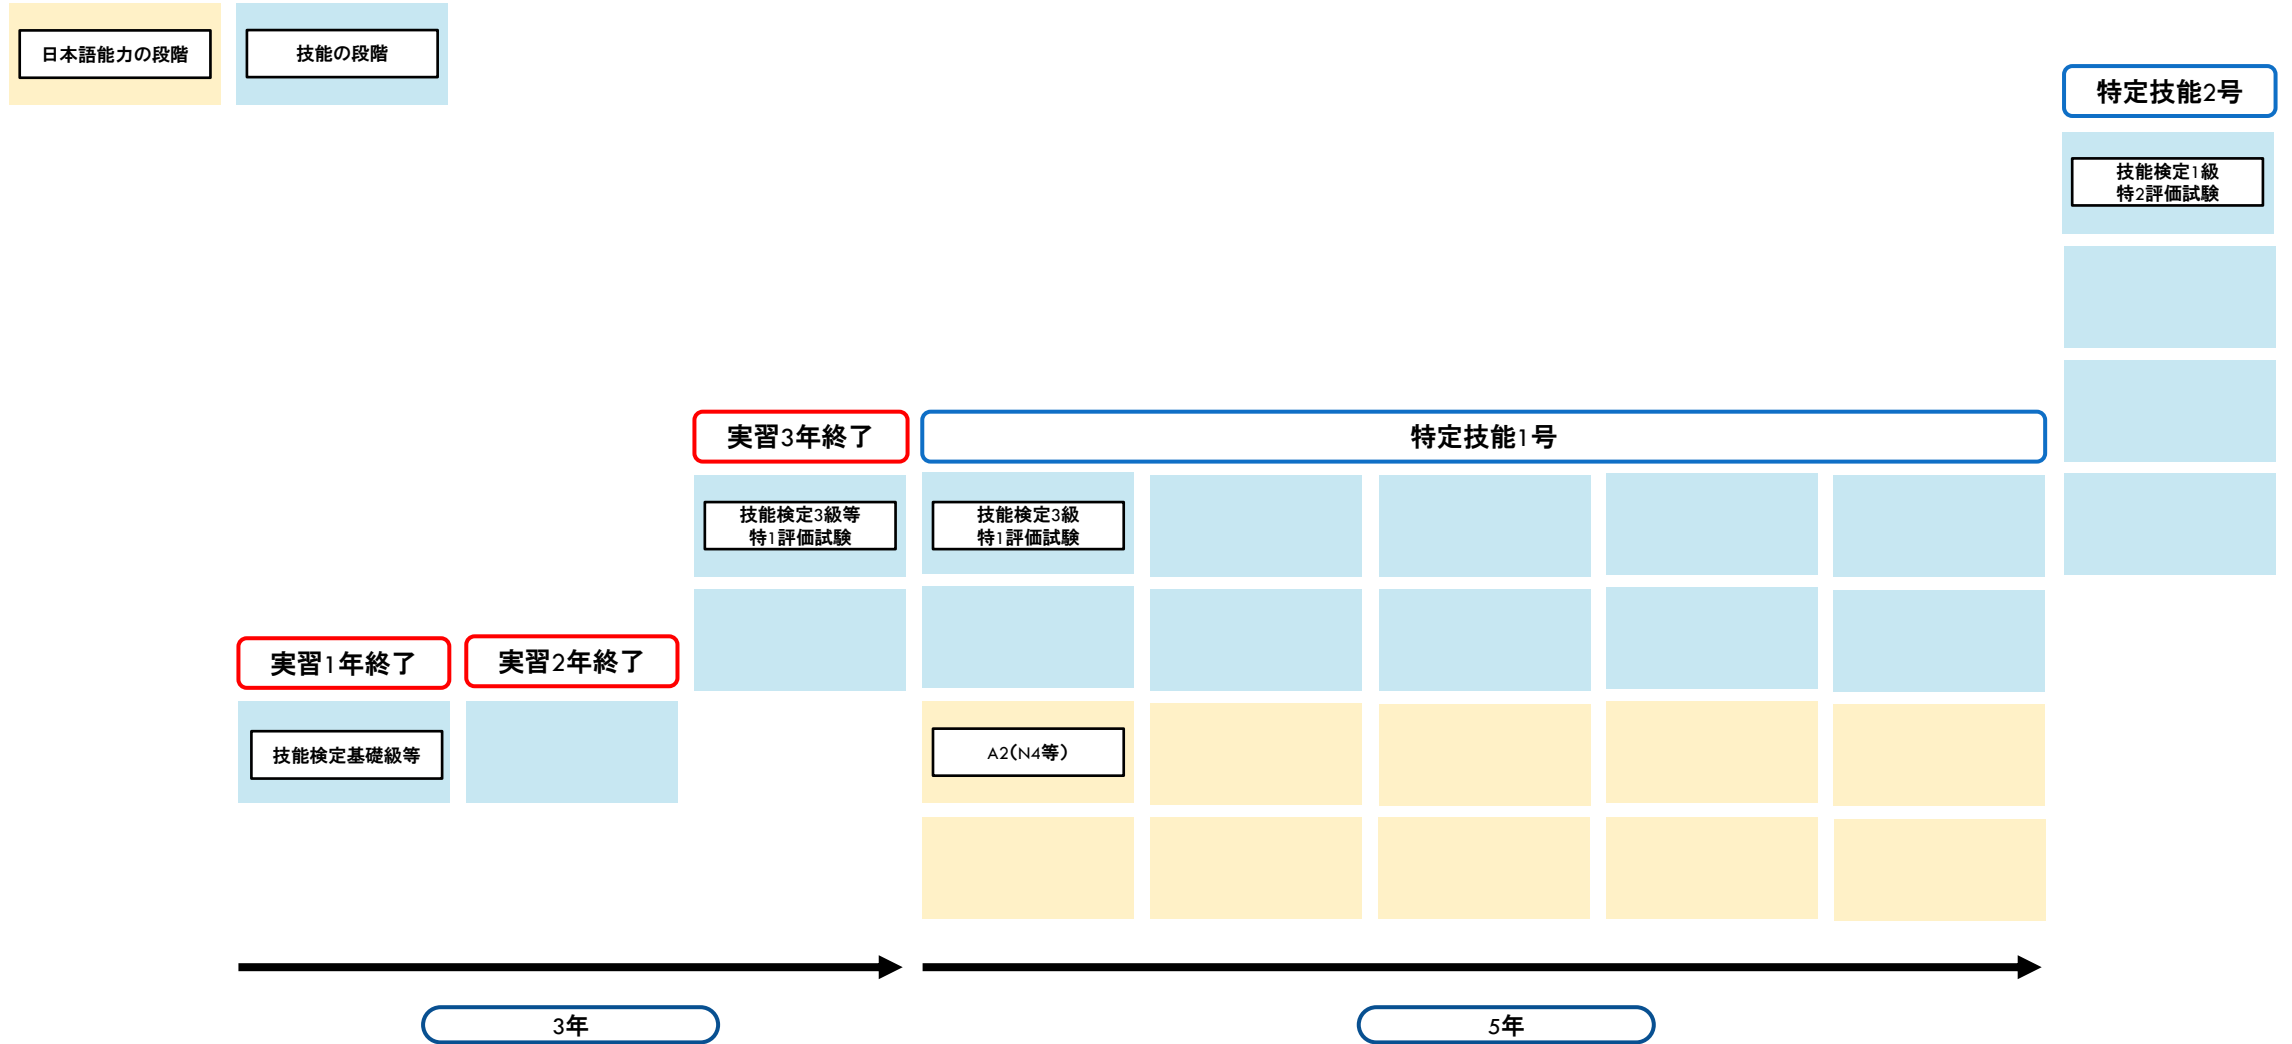 日本語能力の段階
技能の段階
特定技能2号
技能検定1級
特2評価試験
実習3年終了
特定技能1号
技能検定3級等
特1評価試験
技能検定3級
特1評価試験
実習1年終了
実習2年終了
技能検定基礎級等
A2(N4等)
3年
5年